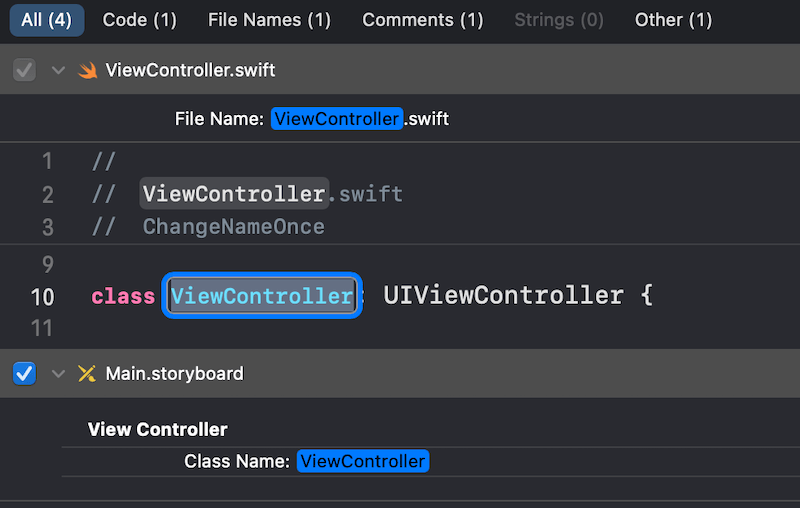 All (4) Code (1) File Names (1) Comments (1) Strings (0) Other (1)
ViewController.swift
File Name: ViewController.swift
1 //
2 // ViewController.swift
3 // ChangeNameOnce
9
10 class ViewController: UIViewController {
11
Main.storyboard
View Controller
Class Name: ViewController